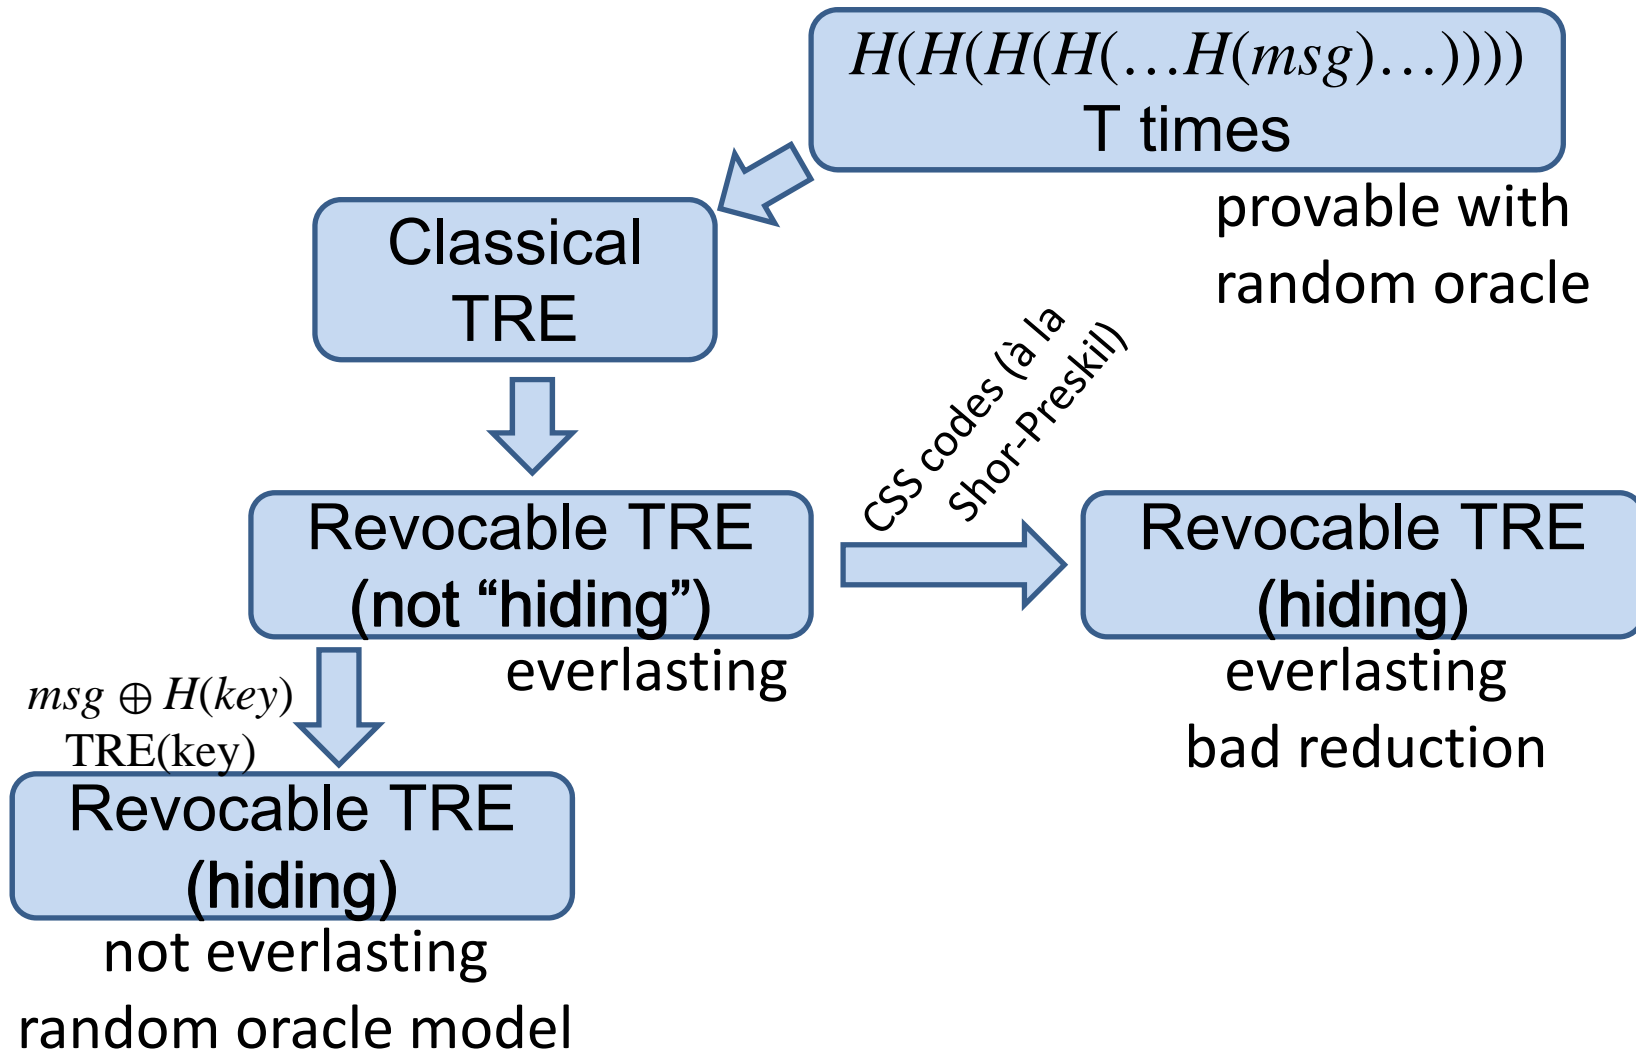 H(H(H(H(…H(msg)…))))
T times
provable with
random oracle
Classical
TRE
CSS codes (à la
Shor-Preskil)
Revocable TRE
(not “hiding”)
everlasting
Revocable TRE
(hiding)
everlasting
bad reduction
msg ⊕ H(key)
TRE(key)
Revocable TRE
(hiding)
not everlasting
random oracle model